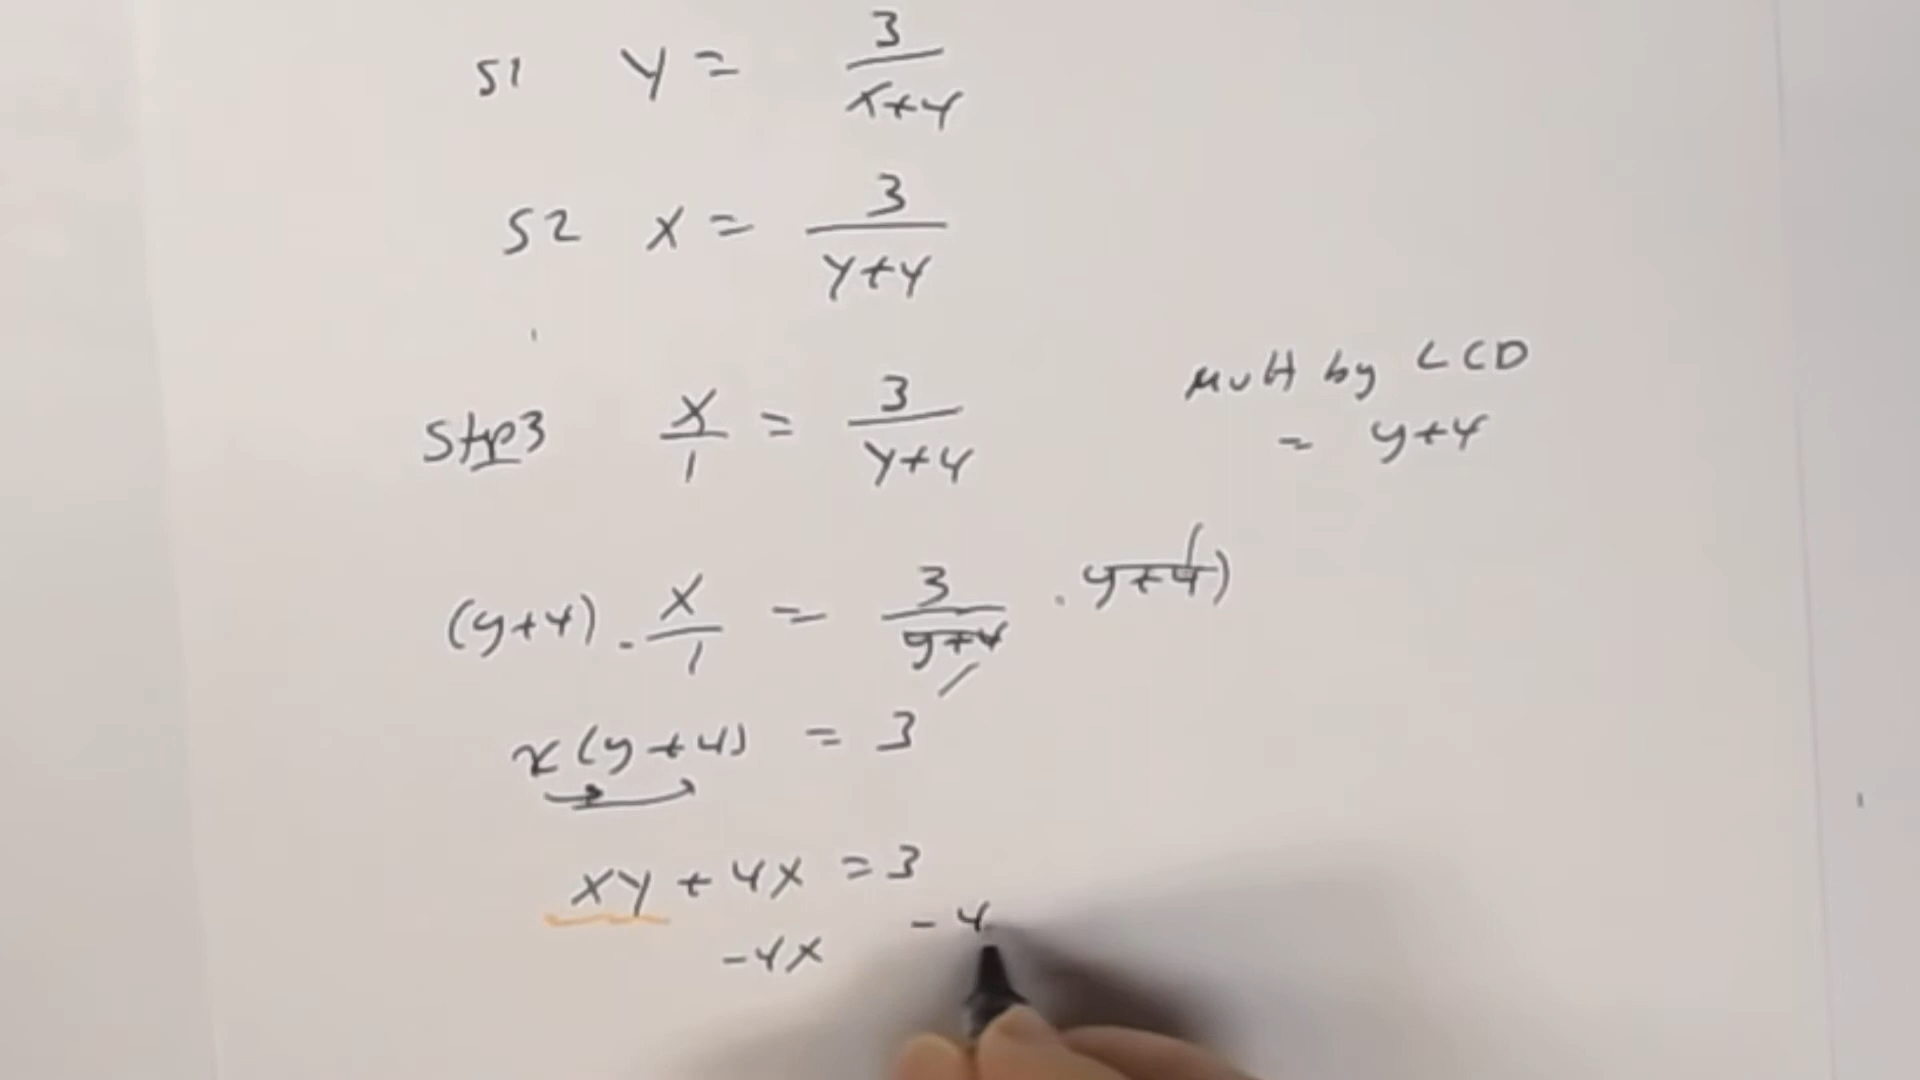 S1 y = 3/(x+4)
S2 x = 3/(y+4)
Step3 x/1 = 3/(y+4) mult by LCD
= y+4
(y+4) · x/1 = 3/(y+4) · (y+4)
x(y+4) = 3
xy + 4x = 3
-4x -4